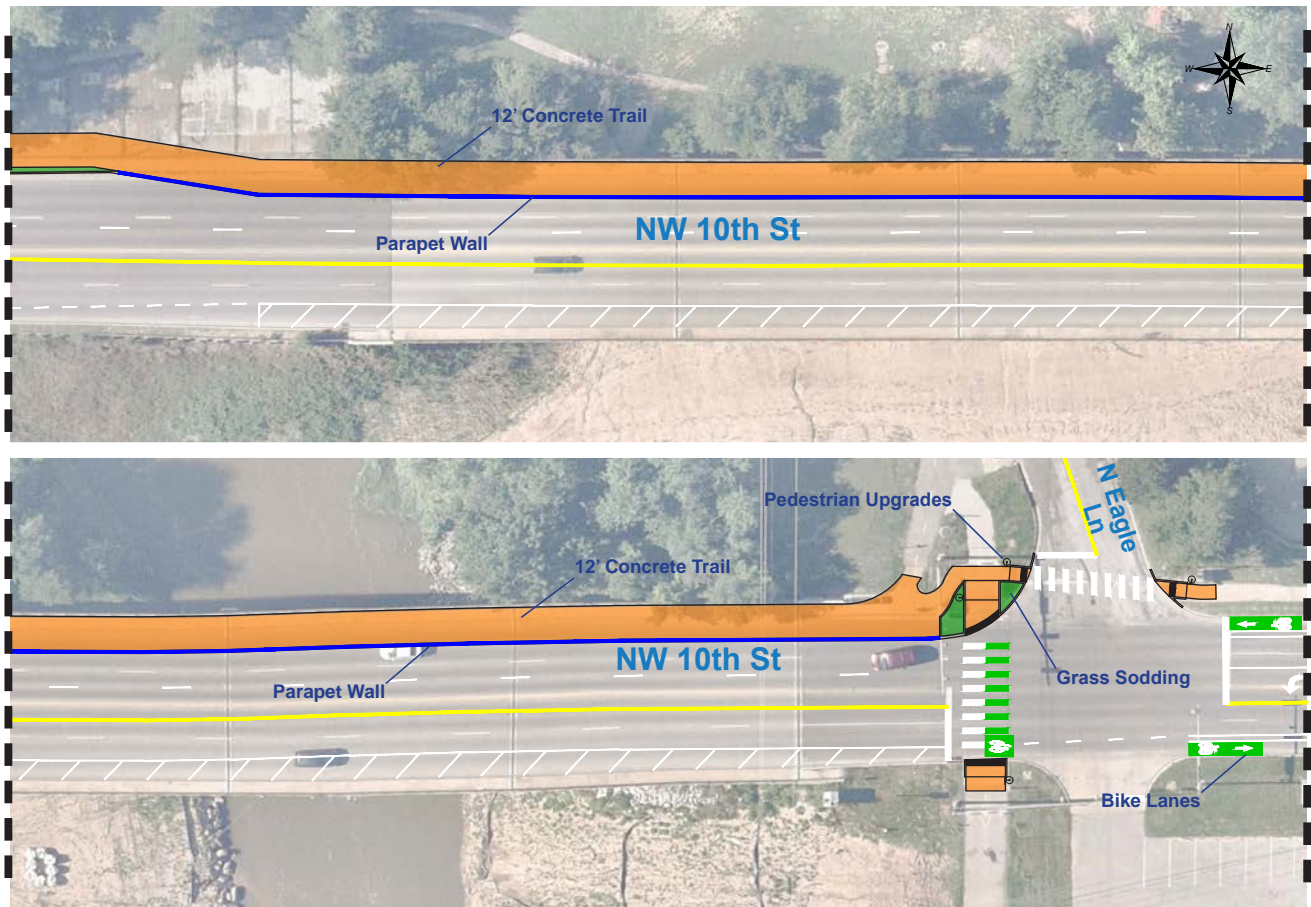 N
W E
S
12’ Concrete Trail
NW 10th St
Parapet Wall
Pedestrian Upgrades
N Eagle
Ln
12’ Concrete Trail
NW 10th St
Grass Sodding
Parapet Wall
Bike Lanes